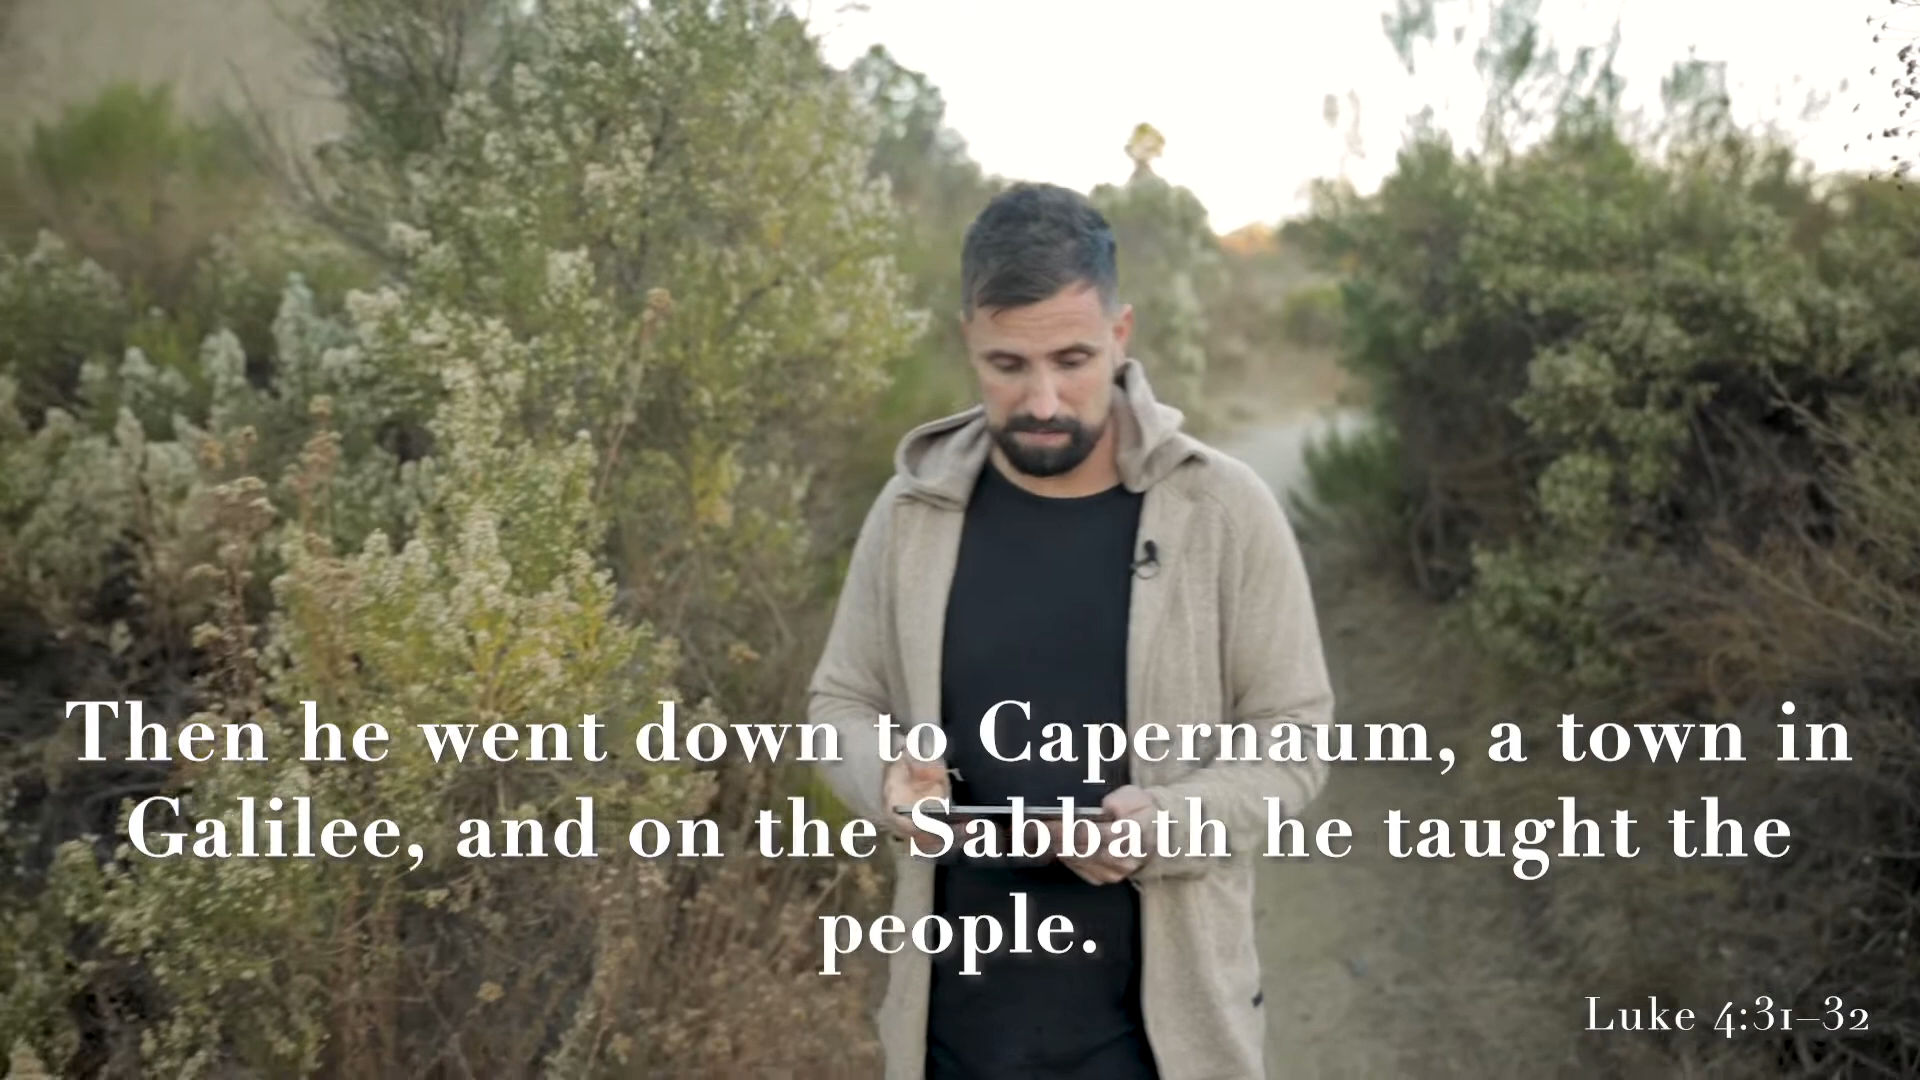 Then he went down to Capernaum, a town in
Galilee, and on the Sabbath he taught the
people.
Luke 4:31–32